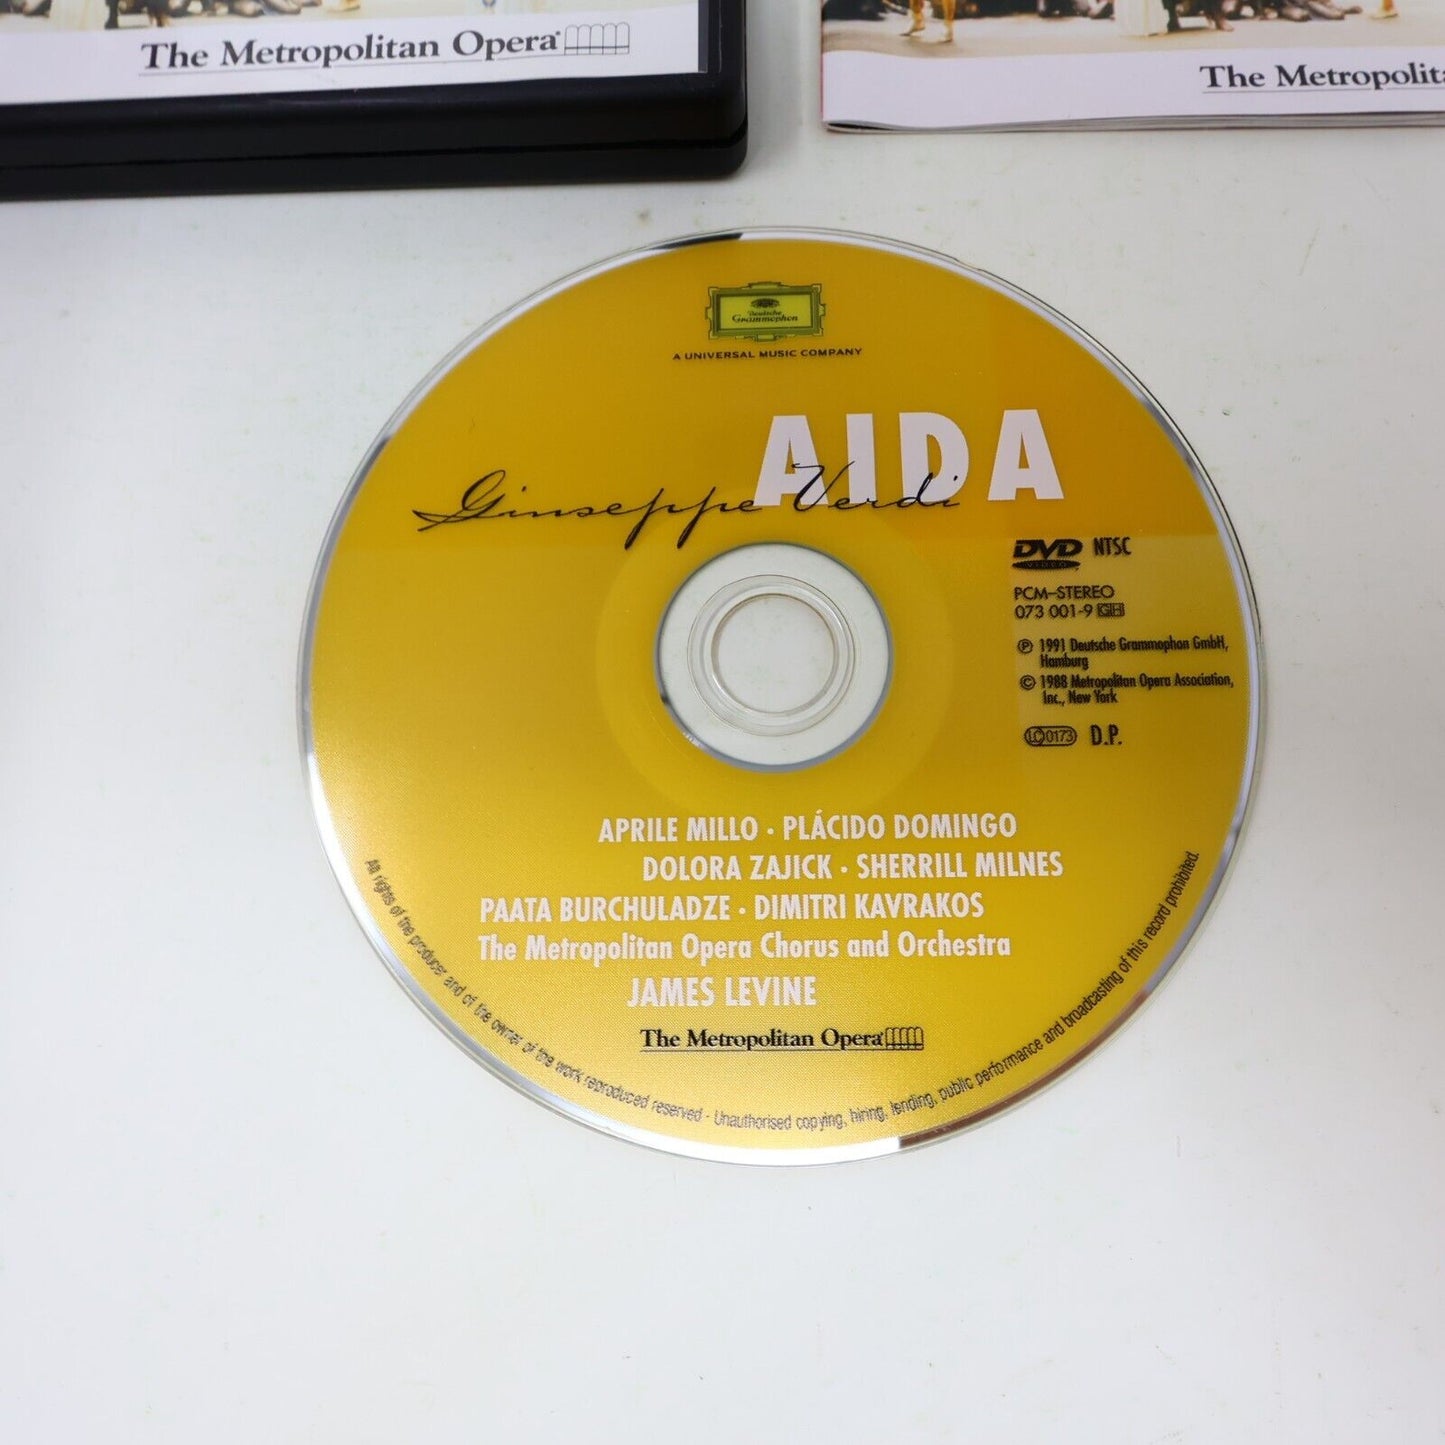 The Metropolitan Opera
The Metropolita
Deutsche
Grammophon
A UNIVERSAL MUSIC COMPANY
AIDA
Giuseppe Verdi
DVD NTSC
VIDEO
PCM–STEREO
073 001-9 GH
℗ 1991 Deutsche Grammophon GmbH,
Hamburg
© 1988 Metropolitan Opera Association,
Inc., New York
LC 0173 D.P.
APRILE MILLO · PLÁCIDO DOMINGO
DOLORA ZAJICK · SHERRILL MILNES
PAATA BURCHULADZE · DIMITRI KAVRAKOS
The Metropolitan Opera Chorus and Orchestra
JAMES LEVINE
The Metropolitan Opera
All rights of the producer and of the owner of the work reproduced reserved - Unauthorised copying, hiring, lending, public performance and broadcasting of this record prohibited.